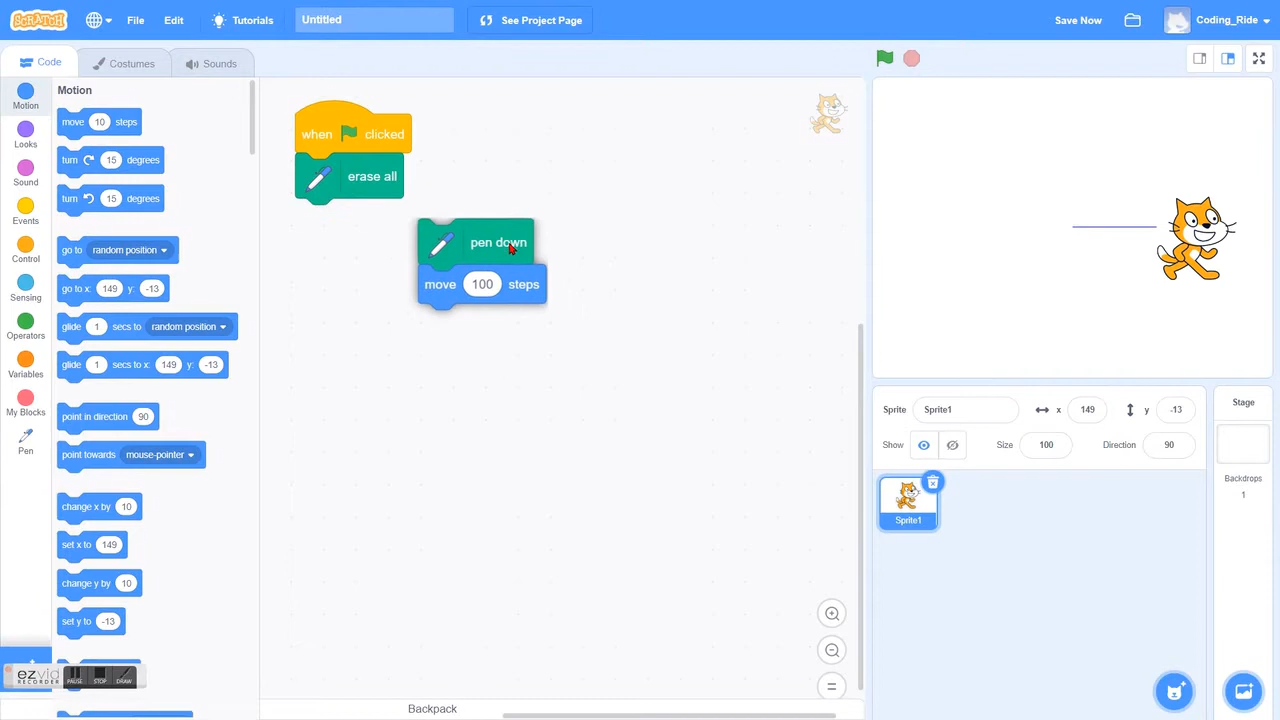 SCRATCH File Edit Tutorials Untitled See Project Page Save Now Coding_Ride
Code Costumes Sounds
Motion
Looks
Sound
Events
Control
Sensing
Operators
Variables
My Blocks
Pen
Motion
move 10 steps
turn 15 degrees
turn 15 degrees
go to random position
go to x: 149 y: -13
glide 1 secs to random position
glide 1 secs to x: 149 y: -13
point in direction 90
point towards mouse-pointer
change x by 10
set x to 149
change y by 10
set y to -13
when clicked
erase all
pen down
move 100 steps
Sprite Sprite1 x 149 y -13
Show Size 100 Direction 90
Sprite1
Stage
Backdrops
1
ezvid
RECORDER
PAUSE STOP DRAW
Backpack